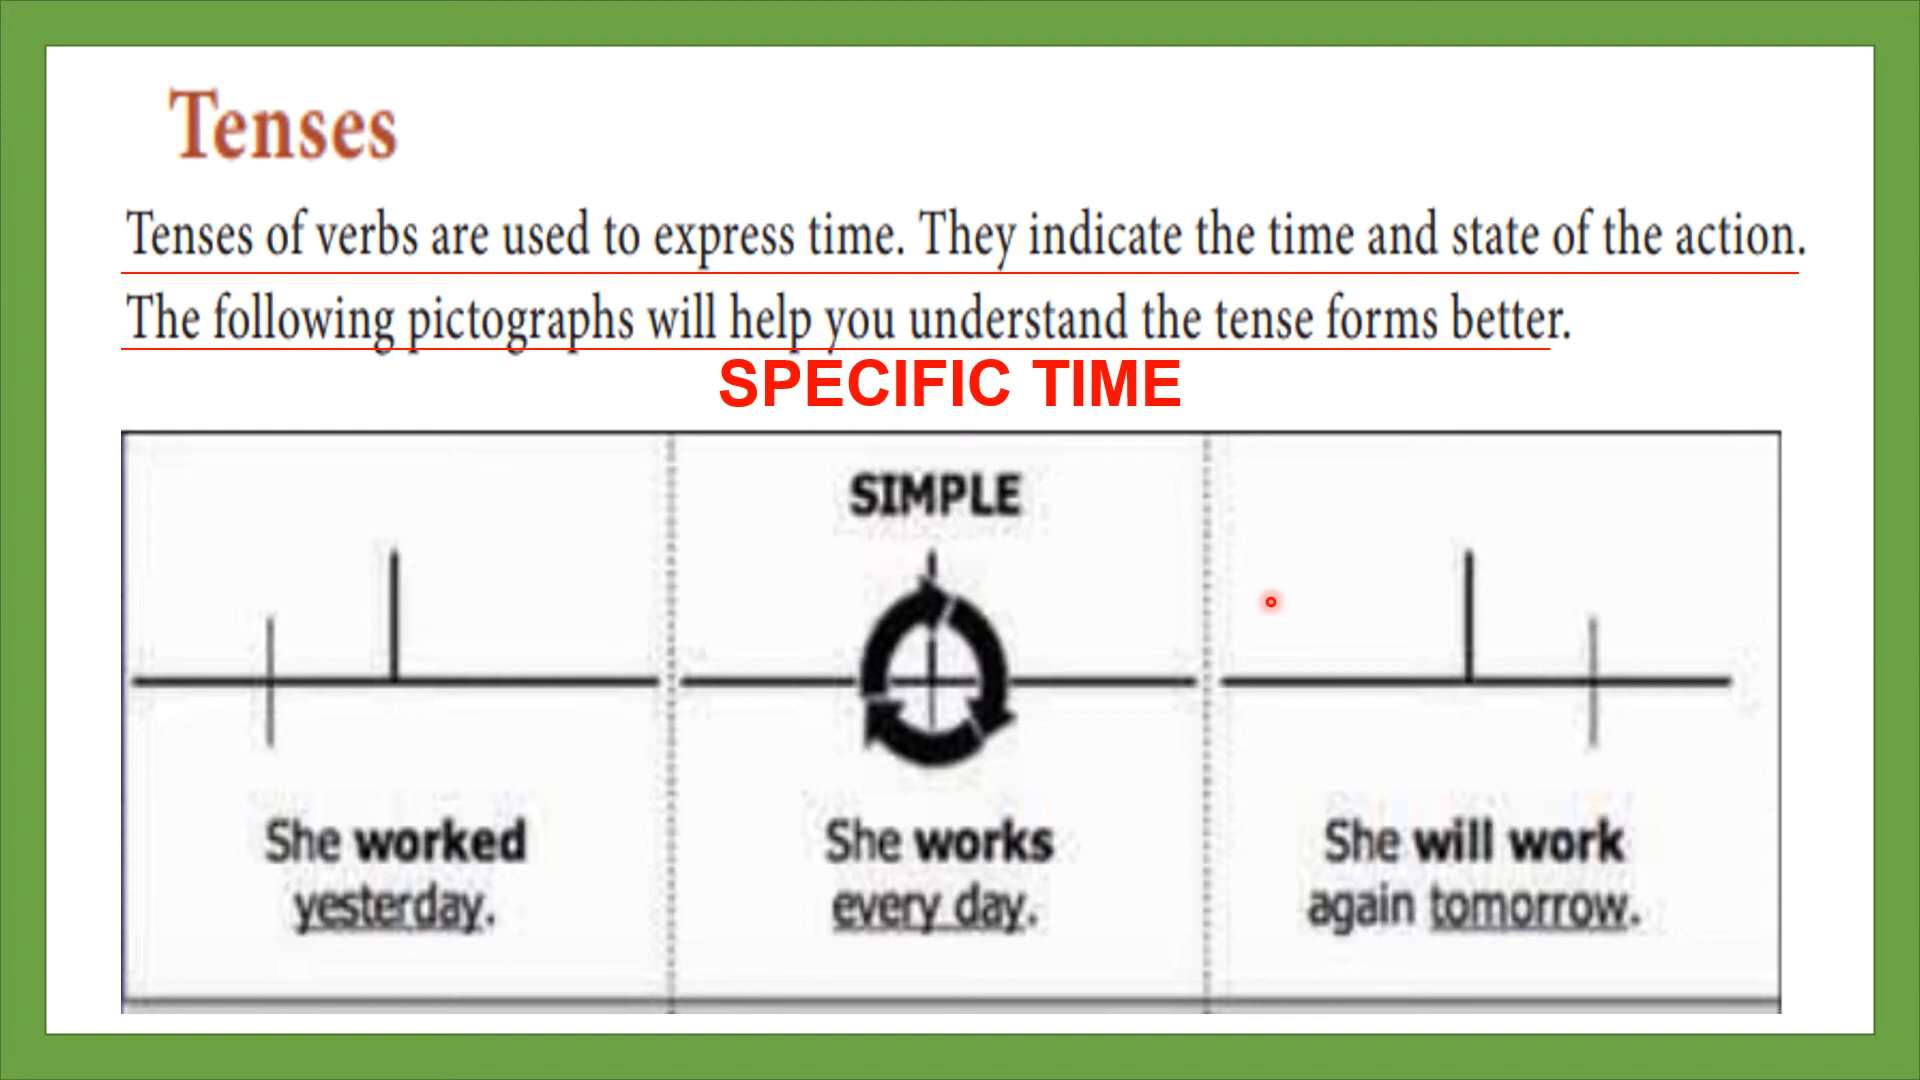 Tenses
Tenses of verbs are used to express time. They indicate the time and state of the action.
The following pictographs will help you understand the tense forms better.
SPECIFIC TIME
SIMPLE
She worked
yesterday.
She works
every day.
She will work
again tomorrow.